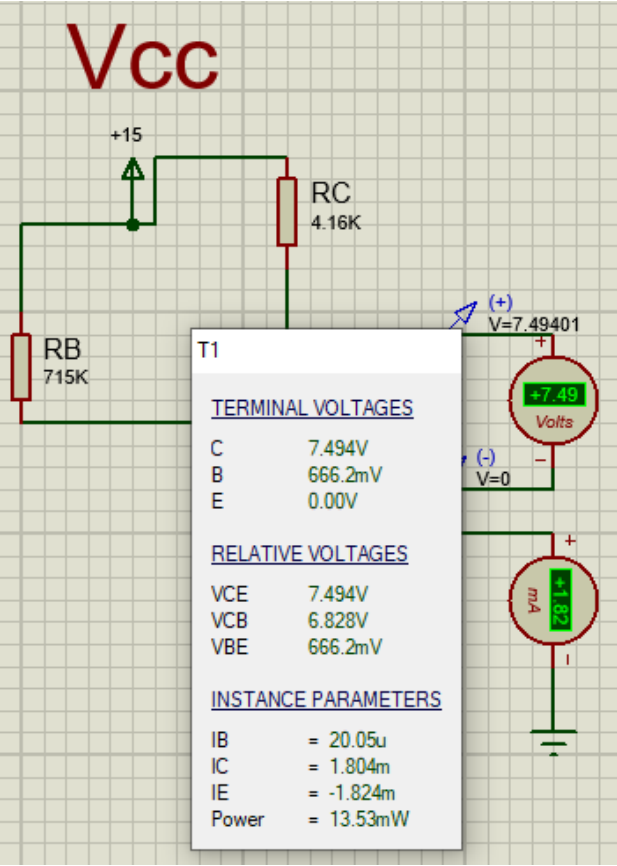 Vcc
+15
RC
4.16K
RB
715K
(+)
V=7.49401
+
+7.49
Volts
−
(-)
V=0
+
mA
+1.82
−
T1
TERMINAL VOLTAGES
C 7.494V
B 666.2mV
E 0.00V
RELATIVE VOLTAGES
VCE 7.494V
VCB 6.828V
VBE 666.2mV
INSTANCE PARAMETERS
IB = 20.05u
IC = 1.804m
IE = -1.824m
Power = 13.53mW